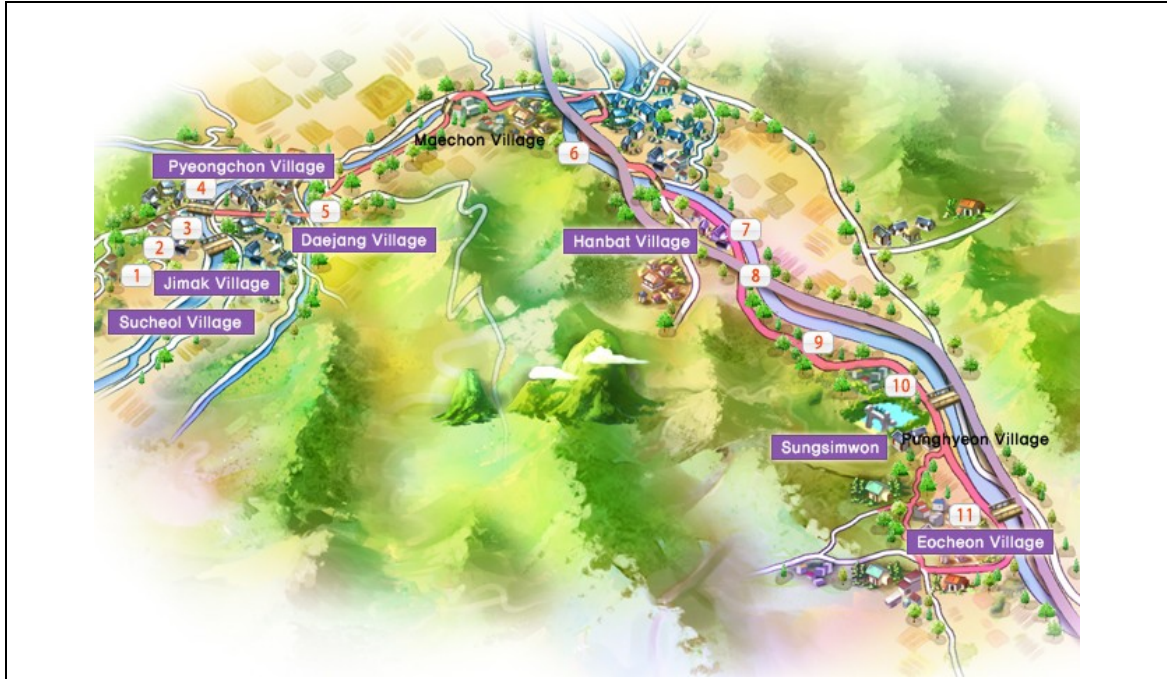 Maechon Village
6
Pyeongchon Village
4
5
3
Daejang Village
2
1
Jimak Village
Sucheol Village
7
Hanbat Village
8
9
10
Sungsimwon
Punghyeon Village
11
Eocheon Village